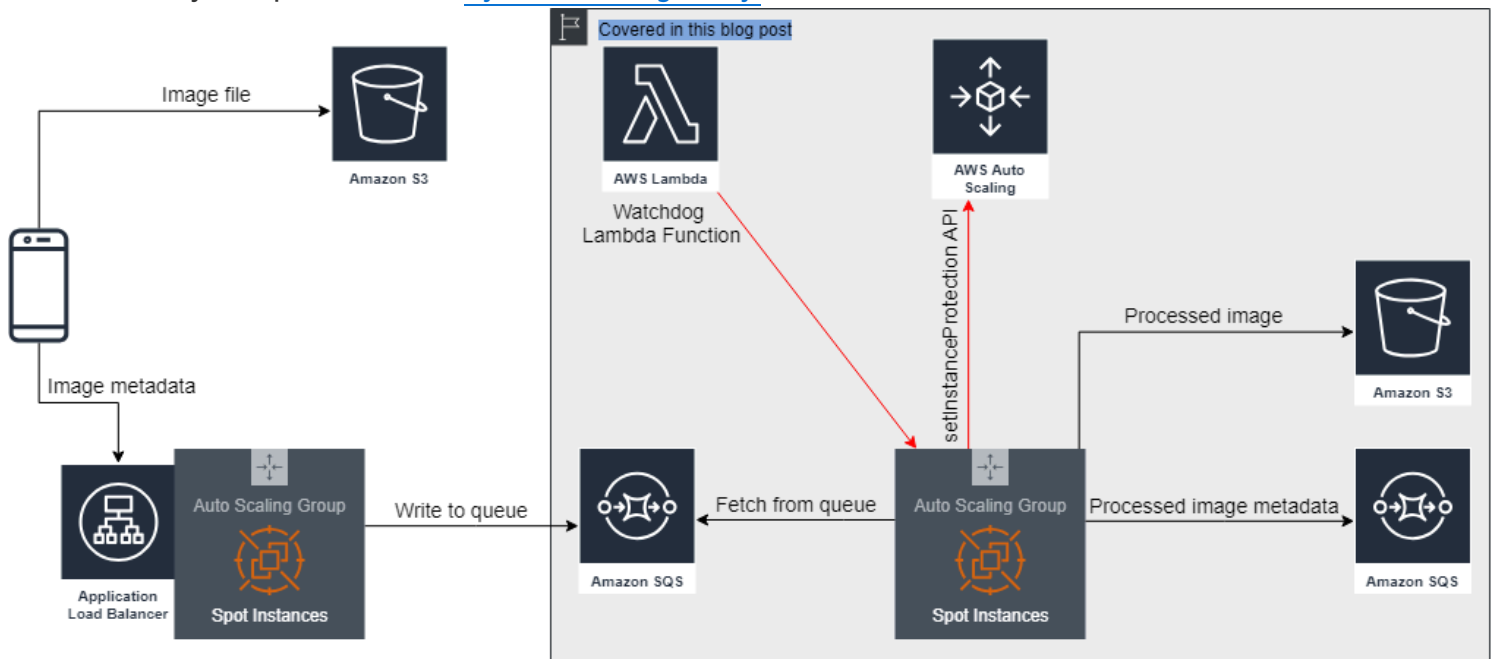 Covered in this blog post
Image file
Amazon S3
AWS Lambda
Watchdog
Lambda Function
AWS Auto
Scaling
setInstanceProtection API
Processed image
Amazon S3
Image metadata
Application
Load Balancer
Auto Scaling Group
Spot Instances
Write to queue
Amazon SQS
Fetch from queue
Auto Scaling Group
Spot Instances
Processed image metadata
Amazon SQS